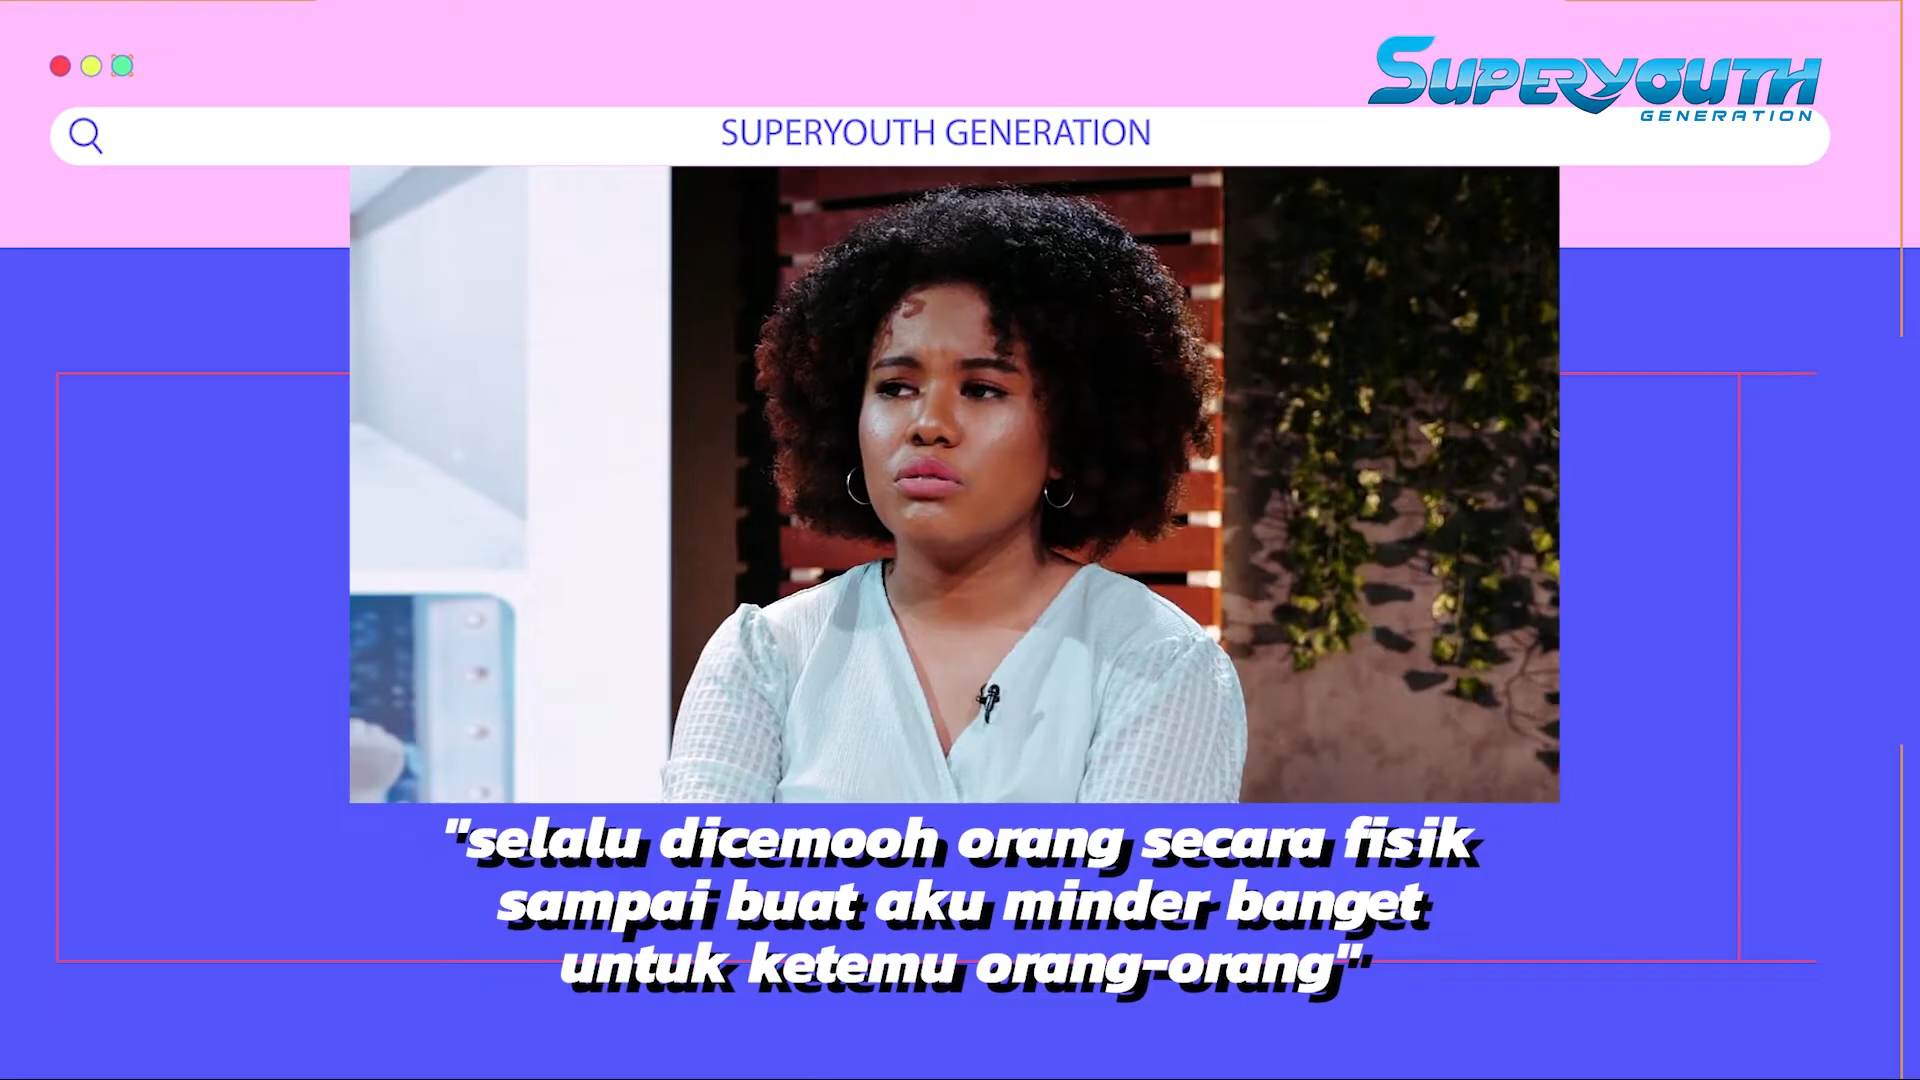 SUPERYOUTH
GENERATION
SUPERYOUTH GENERATION
"selalu dicemooh orang secara fisik
sampai buat aku minder banget
untuk ketemu orang-orang"